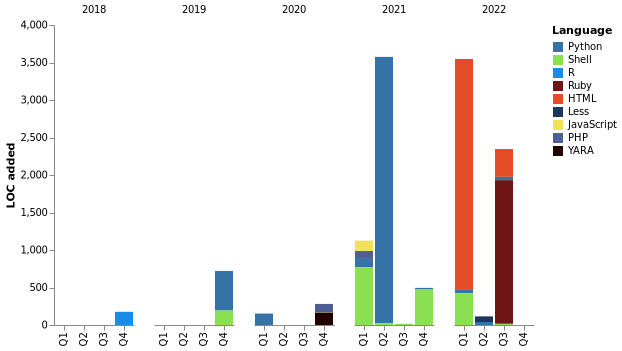 2018 2019 2020 2021 2022
LOC added
4,000
3,500
3,000
2,500
2,000
1,500
1,000
500
0
Q1 Q2 Q3 Q4 Q1 Q2 Q3 Q4 Q1 Q2 Q3 Q4 Q1 Q2 Q3 Q4 Q1 Q2 Q3 Q4
Language
Python
Shell
R
Ruby
HTML
Less
JavaScript
PHP
YARA